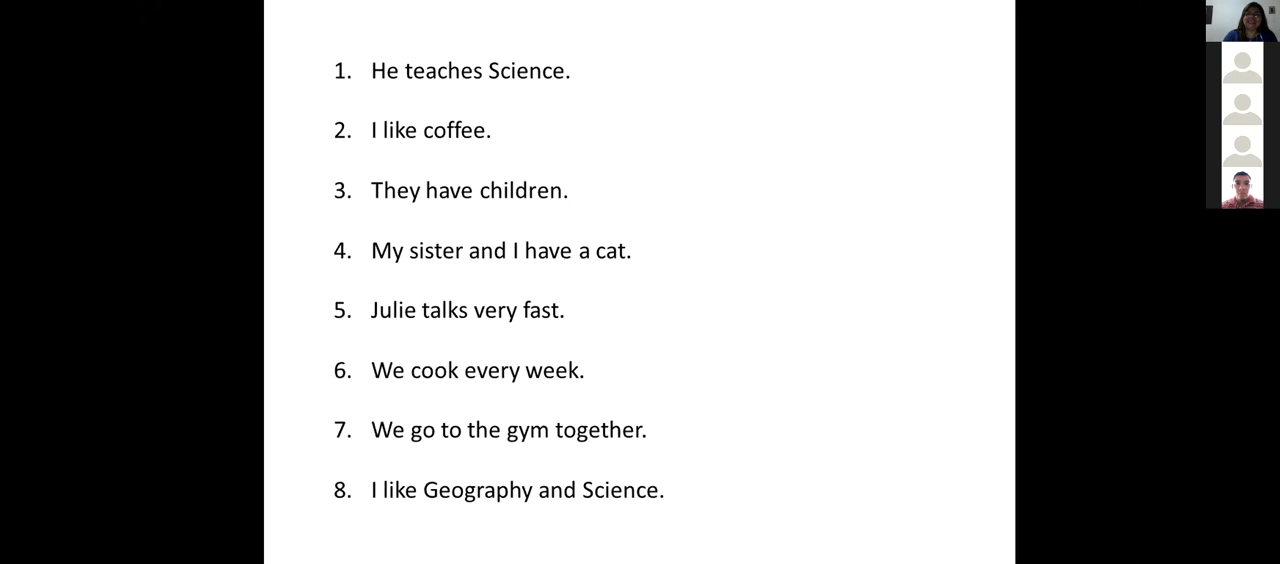 1. He teaches Science.
2. I like coffee.
3. They have children.
4. My sister and I have a cat.
5. Julie talks very fast.
6. We cook every week.
7. We go to the gym together.
8. I like Geography and Science.